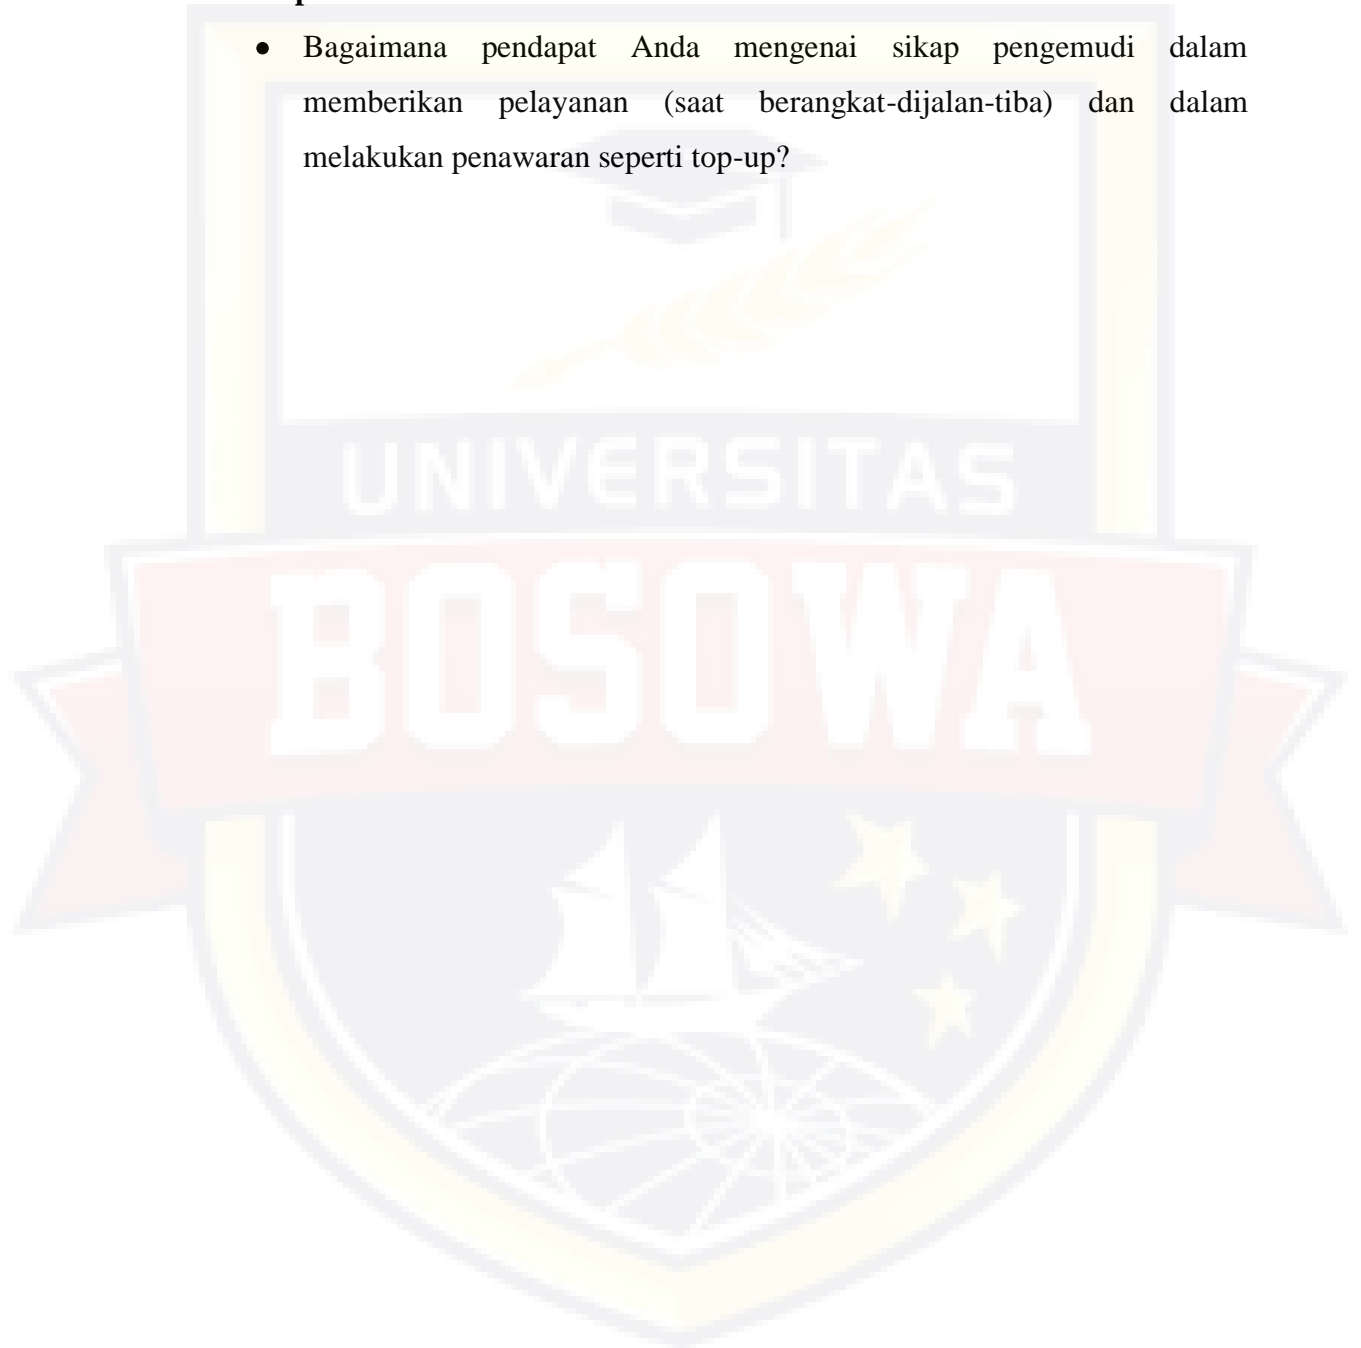 ● Bagaimana pendapat Anda mengenai sikap pengemudi dalam
memberikan pelayanan (saat berangkat-dijalan-tiba) dan dalam
melakukan penawaran seperti top-up?
UNIVERSITAS
BOSOWA